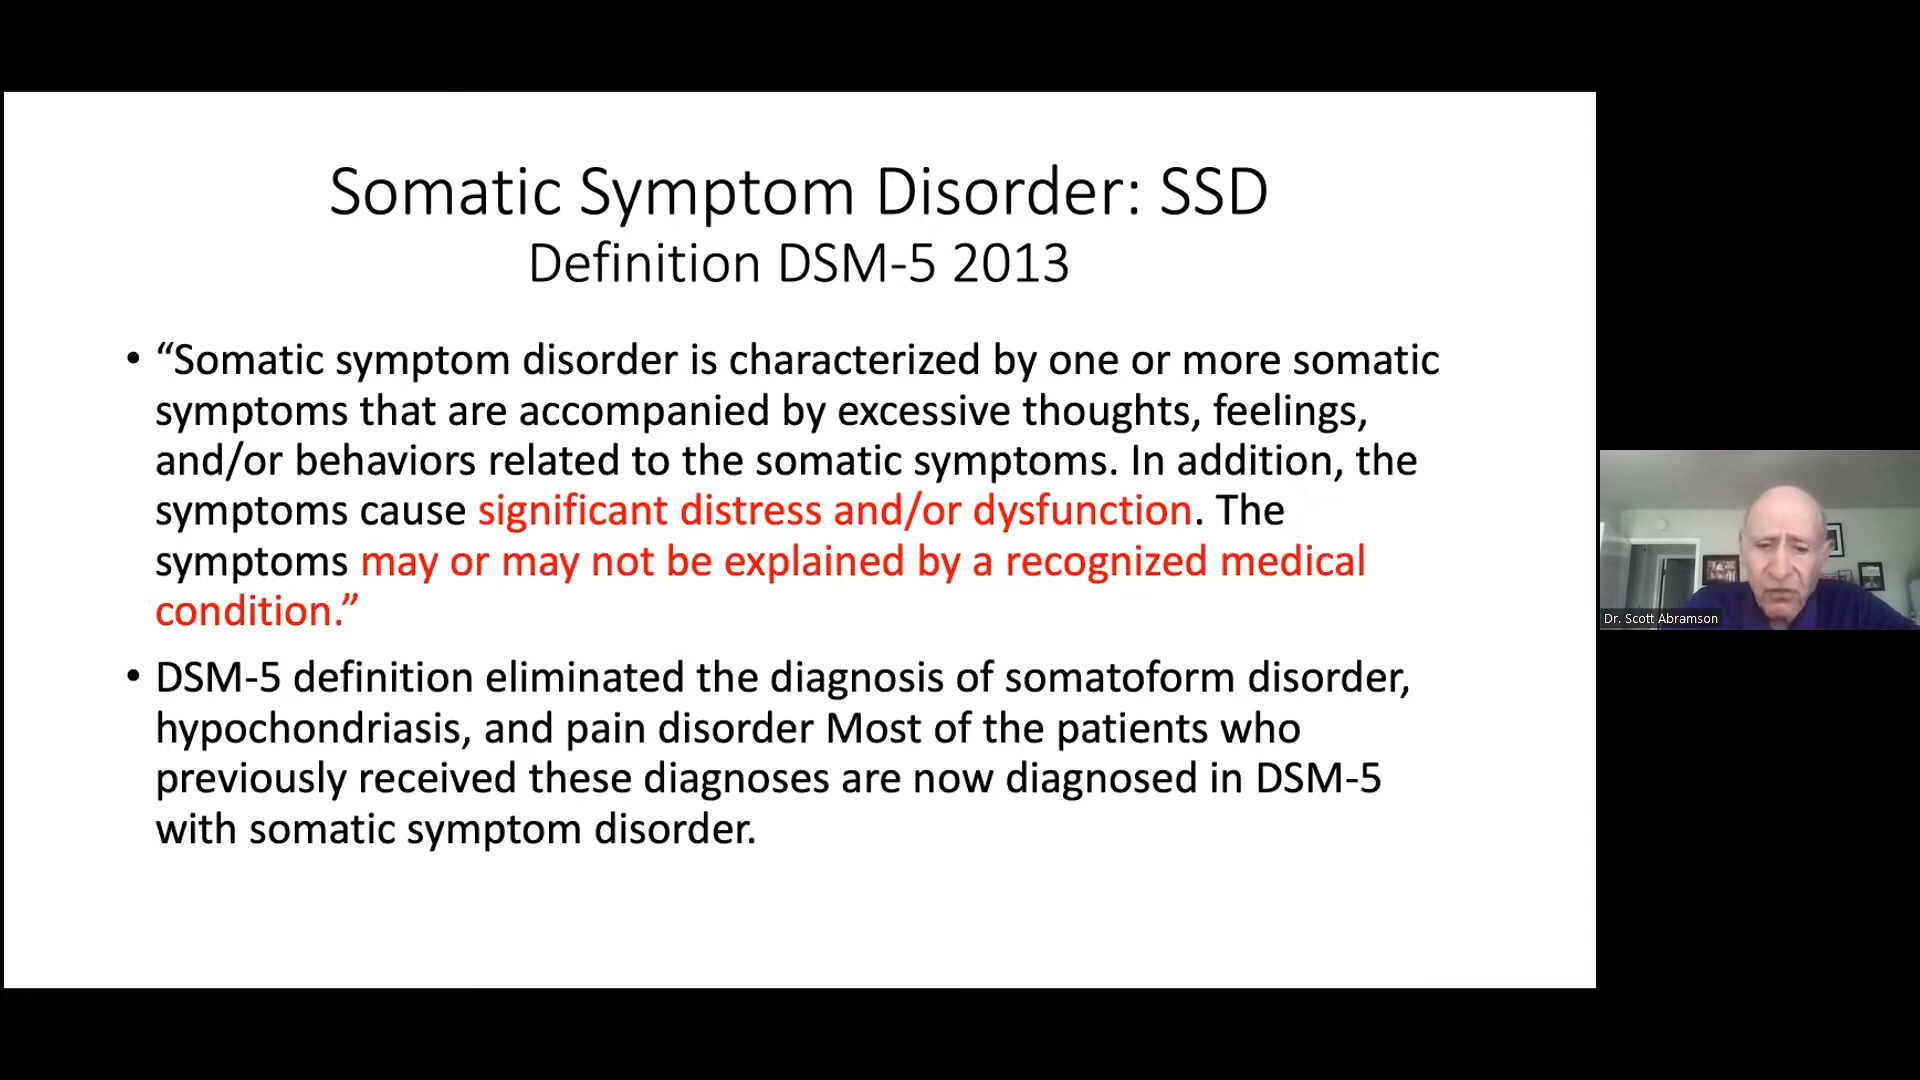 Somatic Symptom Disorder: SSD
Definition DSM-5 2013
• “Somatic symptom disorder is characterized by one or more somatic
symptoms that are accompanied by excessive thoughts, feelings,
and/or behaviors related to the somatic symptoms. In addition, the
symptoms cause significant distress and/or dysfunction. The
symptoms may or may not be explained by a recognized medical
condition.”
• DSM-5 definition eliminated the diagnosis of somatoform disorder,
hypochondriasis, and pain disorder Most of the patients who
previously received these diagnoses are now diagnosed in DSM-5
with somatic symptom disorder.
Dr. Scott Abramson